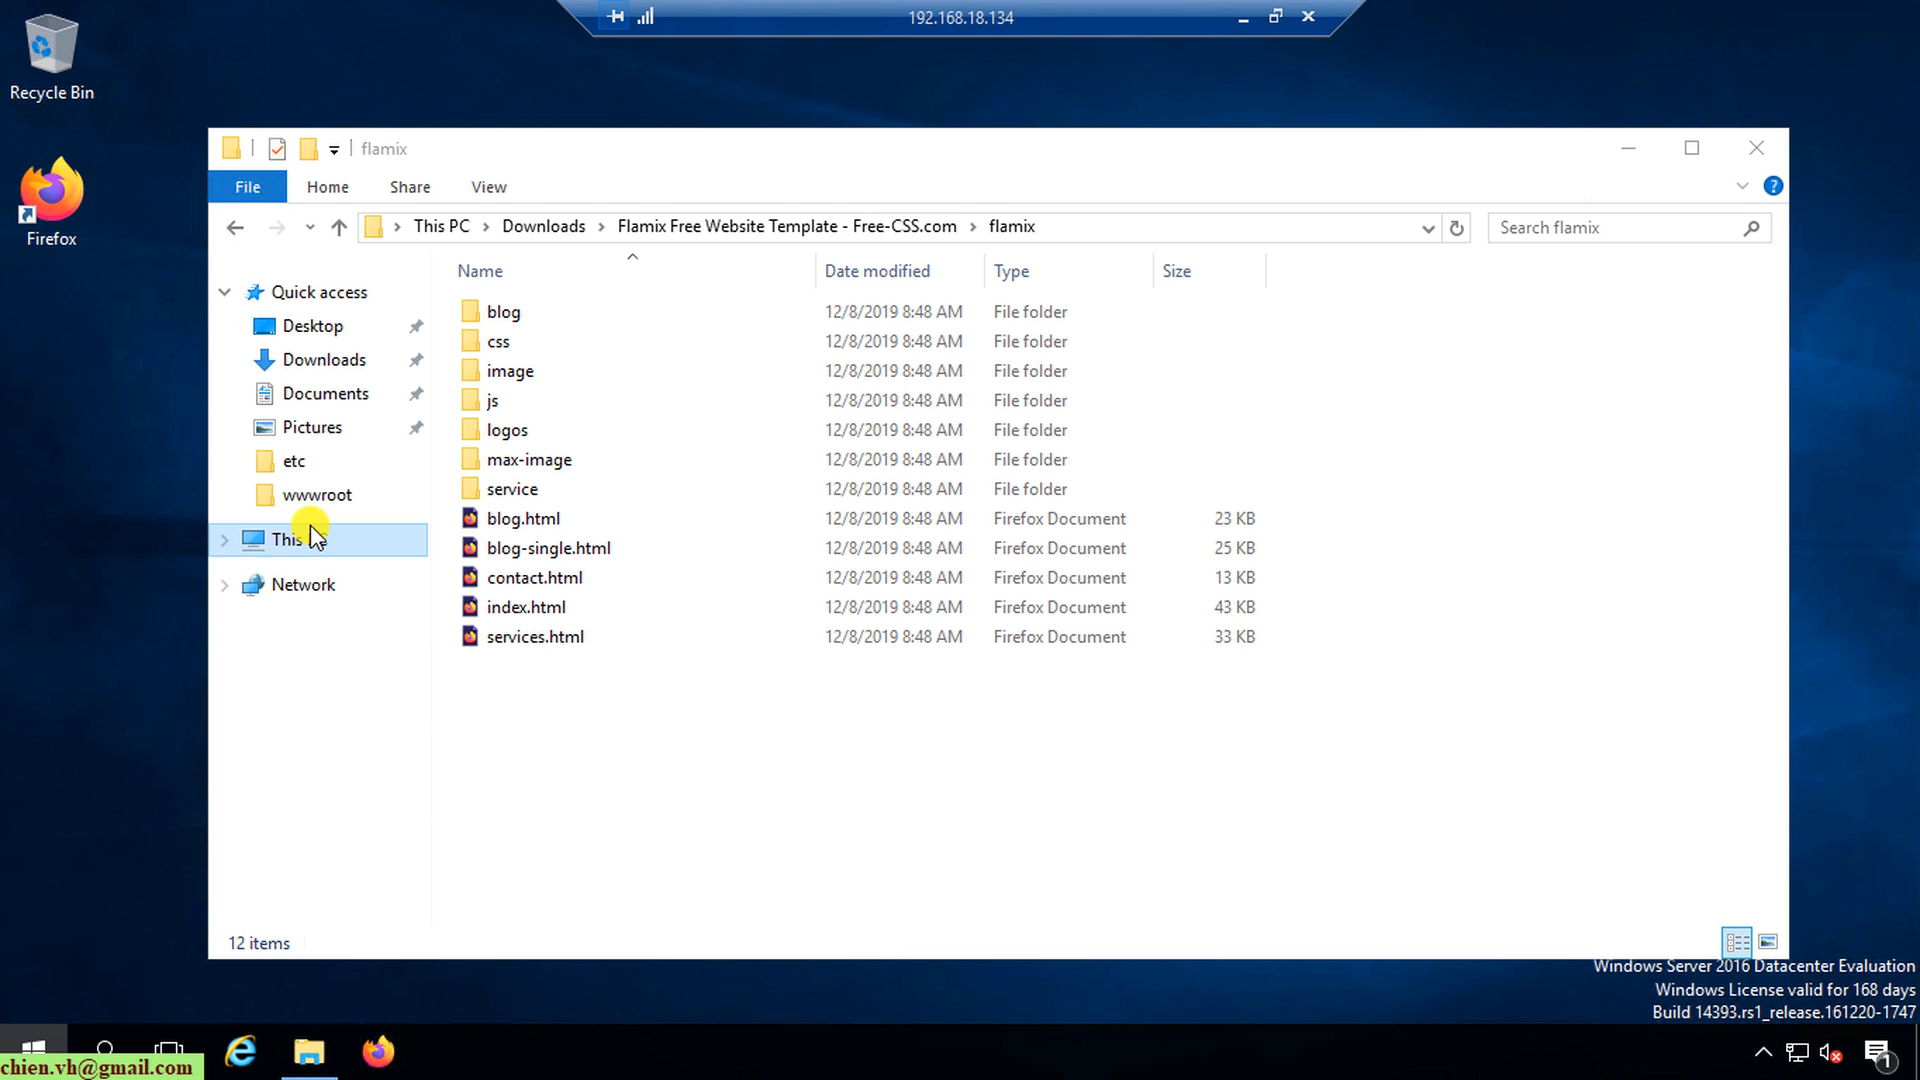 192.168.18.134
Recycle Bin
Firefox
flamix
File Home Share View
This PC Downloads Flamix Free Website Template - Free-CSS.com flamix
Search flamix
Name Date modified Type Size
Quick access
Desktop
Downloads
Documents
Pictures
etc
wwwroot
This
Network
blog 12/8/2019 8:48 AM File folder
css 12/8/2019 8:48 AM File folder
image 12/8/2019 8:48 AM File folder
js 12/8/2019 8:48 AM File folder
logos 12/8/2019 8:48 AM File folder
max-image 12/8/2019 8:48 AM File folder
service 12/8/2019 8:48 AM File folder
blog.html 12/8/2019 8:48 AM Firefox Document 23 KB
blog-single.html 12/8/2019 8:48 AM Firefox Document 25 KB
contact.html 12/8/2019 8:48 AM Firefox Document 13 KB
index.html 12/8/2019 8:48 AM Firefox Document 43 KB
services.html 12/8/2019 8:48 AM Firefox Document 33 KB
12 items
Windows Server 2016 Datacenter Evaluation
Windows License valid for 168 days
Build 14393.rs1_release.161220-1747
chien.vh@gmail.com
1